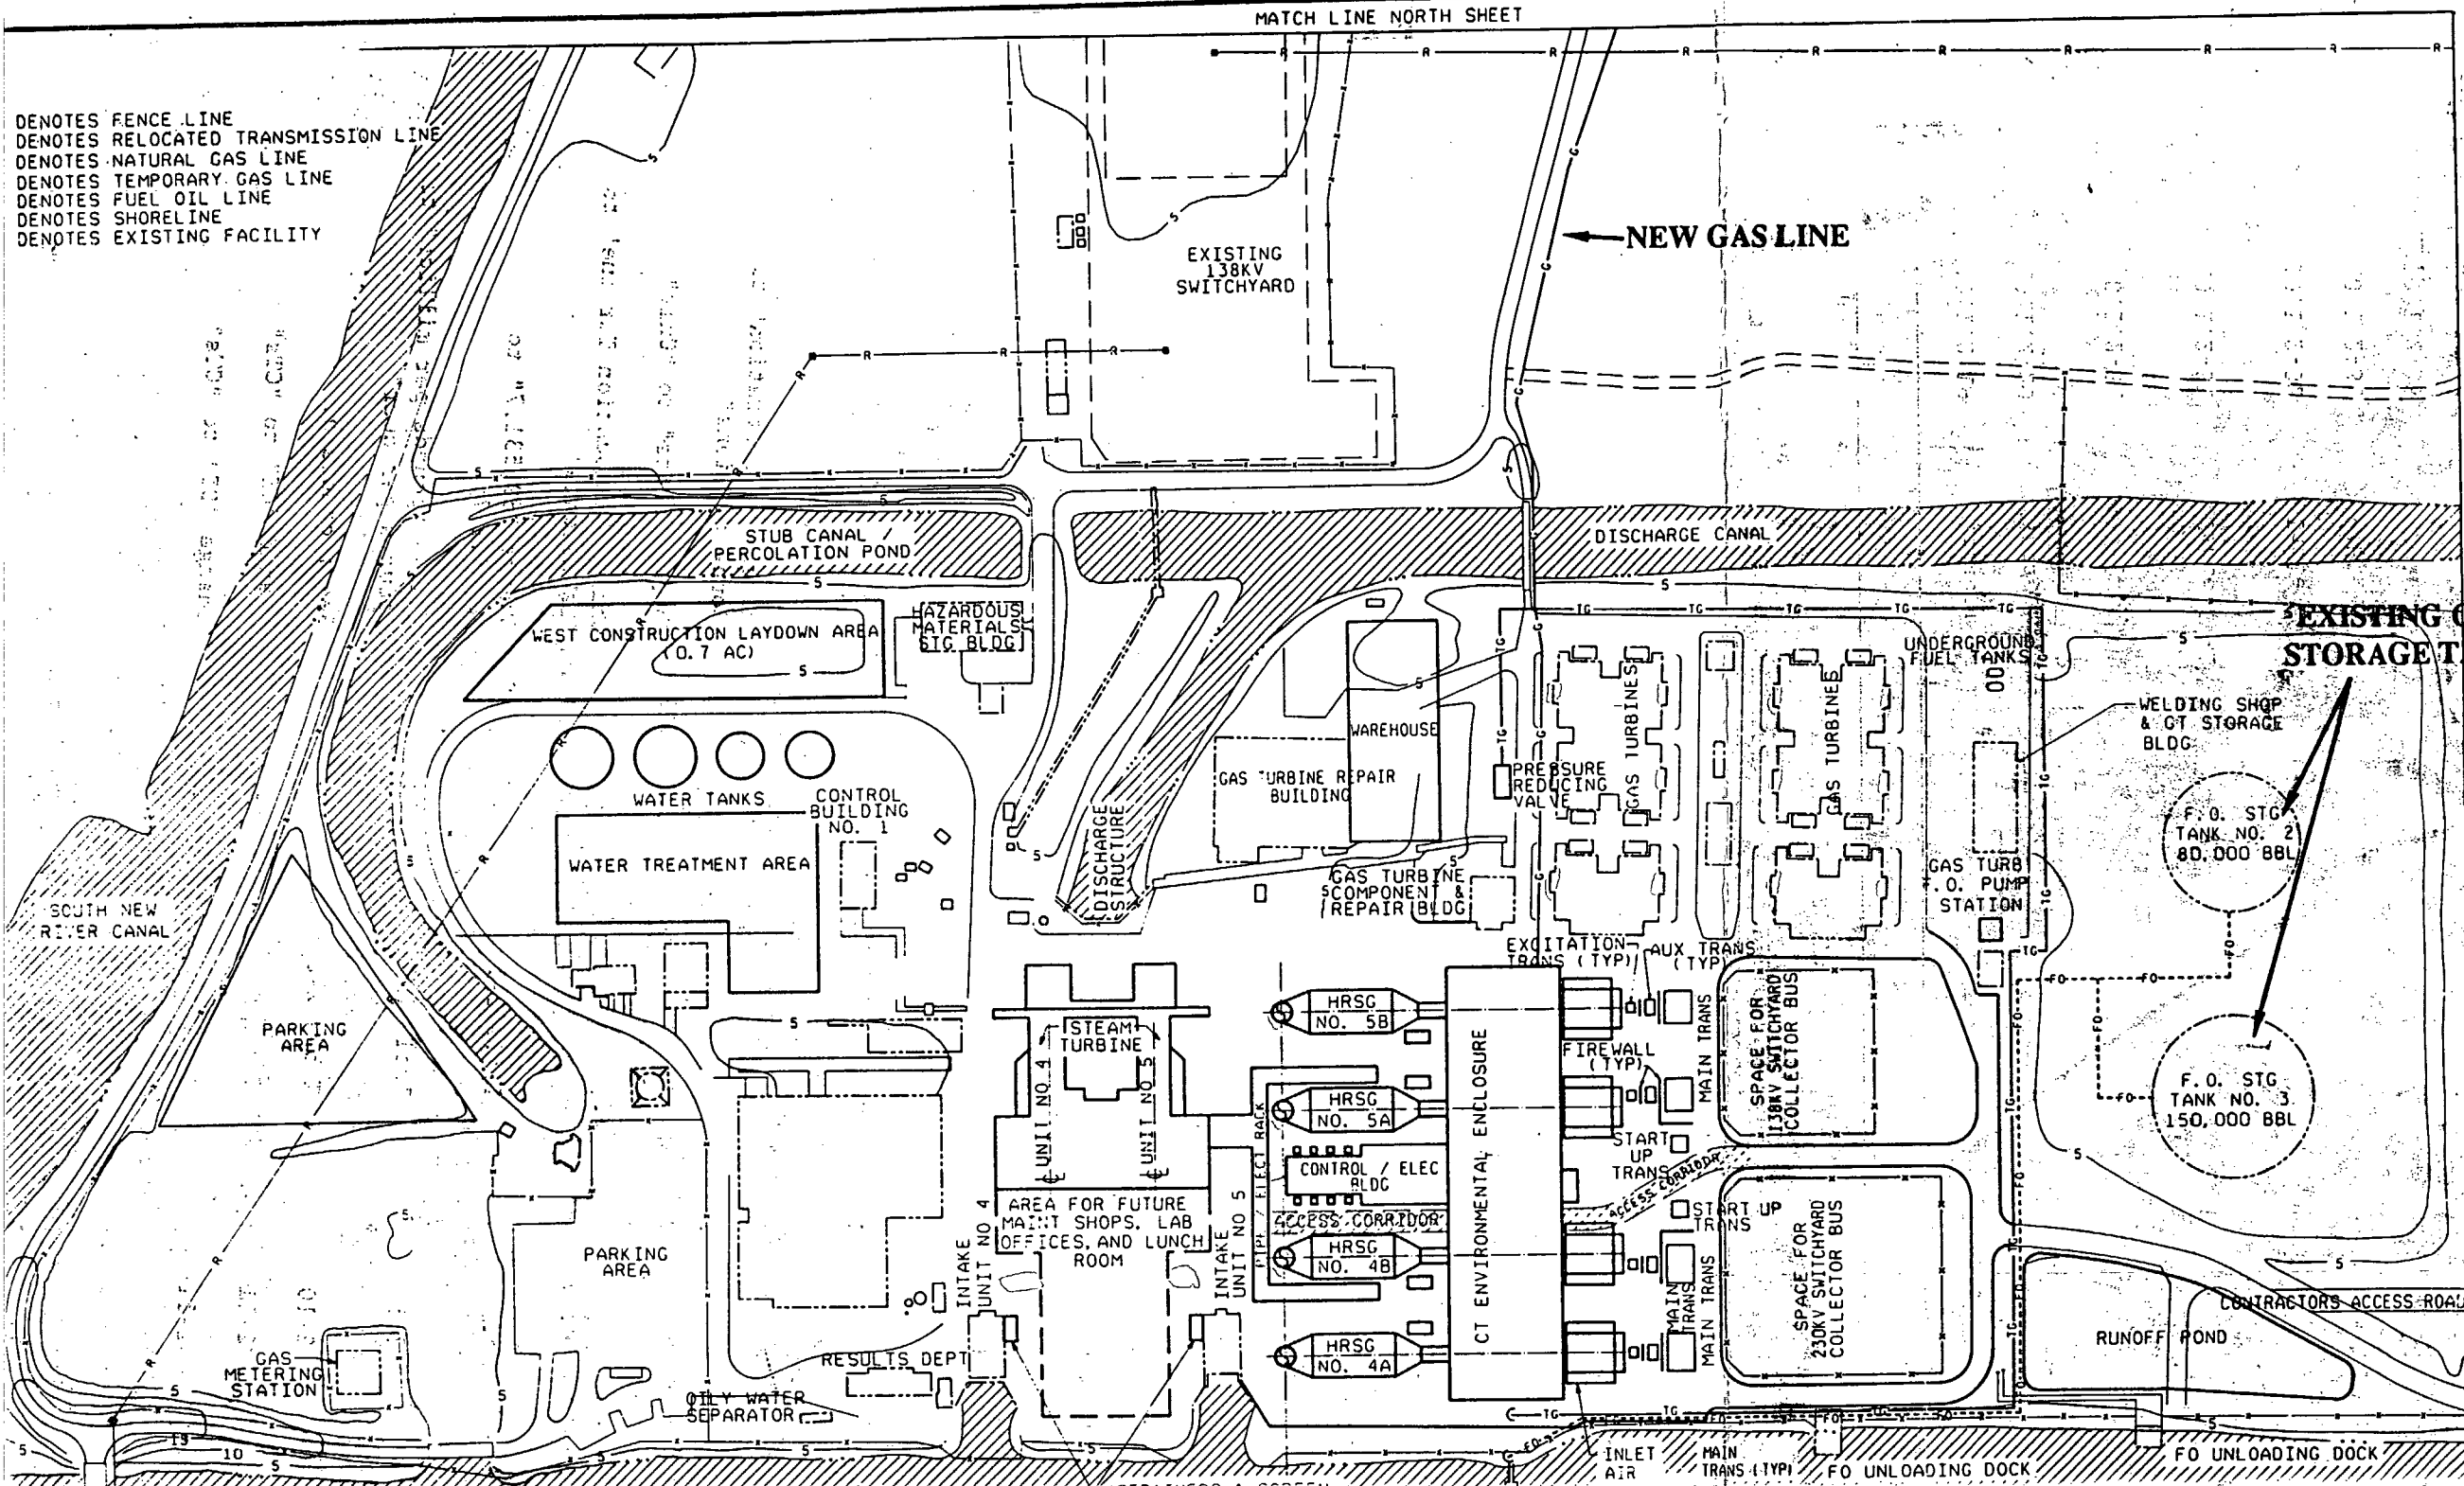 MATCH LINE NORTH SHEET
DENOTES FENCE LINE
DENOTES RELOCATED TRANSMISSION LINE
DENOTES NATURAL GAS LINE
DENOTES TEMPORARY GAS LINE
DENOTES FUEL OIL LINE
DENOTES SHORELINE
DENOTES EXISTING FACILITY
NEW GAS LINE
EXISTING
138KV
SWITCHYARD
STUB CANAL /
PERCOLATION POND
DISCHARGE CANAL
WEST CONSTRUCTION LAYDOWN AREA
(0.7 AC)
HAZARDOUS
MATERIALS
STG BLDG
EXISTING
STORAGE T
UNDERGROUND
FUEL TANKS
WELDING SHOP
& GT STORAGE
BLDG
WAREHOUSE
GAS TURBINES
GAS TURBINES
GAS TURBINE REPAIR
BUILDING
PRESSURE
REDUCING
VALVE
WATER TANKS
CONTROL
BUILDING
NO. 1
WATER TREATMENT AREA
DISCHARGE
STRUCTURE
GAS TURBINE
COMPONENT &
REPAIR BLDG
F.O. STG
TANK NO. 2
80,000 BBL
GAS TURB
F.O. PUMP
STATION
SOUTH NEW
RIVER CANAL
EXCITATION
TRANS (TYP)
AUX TRANS
(TYP)
PARKING
AREA
STEAM
TURBINE
UNIT NO 4
UNIT NO 5
HRSG
NO. 5B
HRSG
NO. 5A
CONTROL / ELEC
BLDG
ACCESS CORRIDOR
HRSG
NO. 4B
HRSG
NO. 4A
PIPE / ELECT RACK
CT ENVIRONMENTAL ENCLOSURE
FIREWALL
(TYP)
MAIN TRANS
START
UP
TRANS
ACCESS CORRIDOR
START UP
TRANS
MAIN
TRANS
MAIN TRANS
SPACE FOR
138KV SWITCHYARD
COLLECTOR BUS
SPACE FOR
230KV SWITCHYARD
COLLECTOR BUS
F.O. STG
TANK NO. 3
150,000 BBL
AREA FOR FUTURE
MAINT SHOPS, LAB
OFFICES, AND LUNCH
ROOM
INTAKE
UNIT NO 4
INTAKE
UNIT NO 5
PARKING
AREA
GAS
METERING
STATION
RESULTS DEPT
OILY WATER
SEPARATOR
CONTRACTORS ACCESS ROAD
RUNOFF POND
INLET
AIR
MAIN
TRANS (TYP)
FO UNLOADING DOCK
FO UNLOADING DOCK